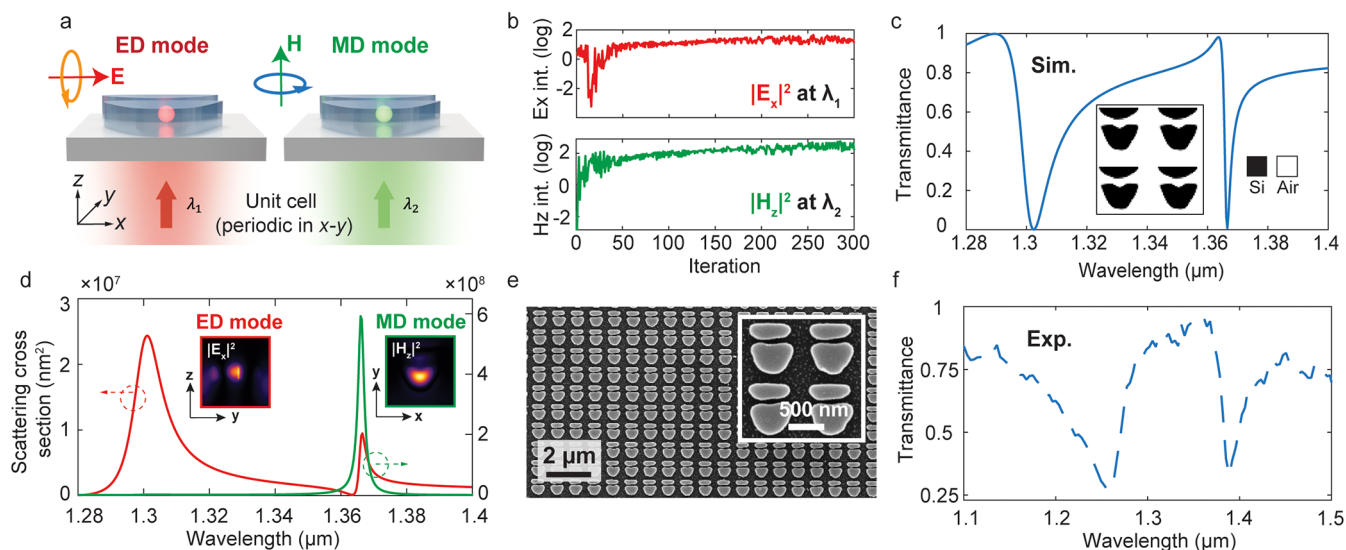 a
ED mode
MD mode
E
H
z
y
x
λ₁
Unit cell
(periodic in x-y)
λ₂
b
Ex int. (log)
2
0
-2
|Eₓ|² at λ₁
Hz int. (log)
2
0
-2
|H_z|² at λ₂
0 50 100 150 200 250 300
Iteration
c
Transmittance
1
0.8
0.6
0.4
0.2
0
Sim.
Si Air
1.28 1.3 1.32 1.34 1.36 1.38 1.4
Wavelength (μm)
d
×10⁷
×10⁸
Scattering cross
section (nm²)
3
2
1
0
6
4
2
0
ED mode
|Eₓ|²
z
y
MD mode
|H_z|²
y
x
1.28 1.3 1.32 1.34 1.36 1.38 1.4
Wavelength (μm)
e
500 nm
2 μm
f
Transmittance
1
0.75
0.5
0.25
Exp.
1.1 1.2 1.3 1.4 1.5
Wavelength (μm)